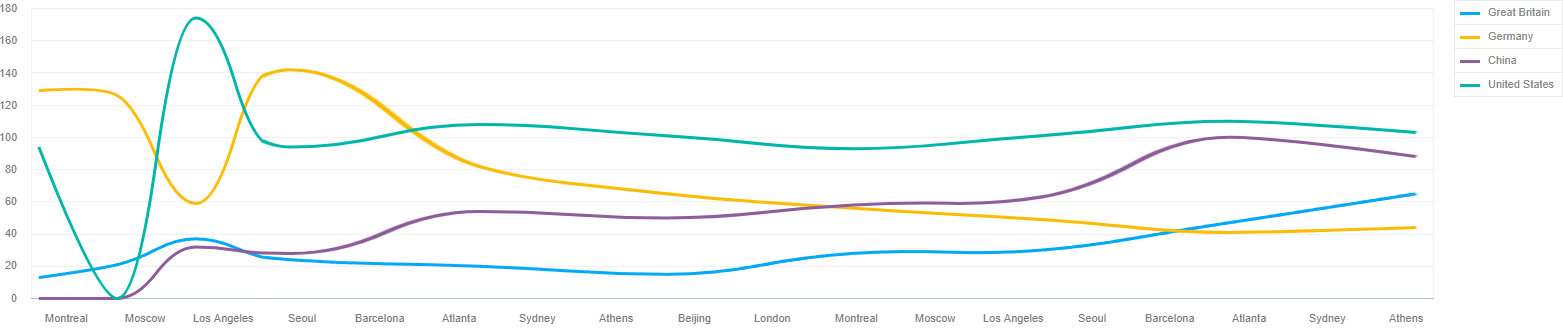 180
160
140
120
100
80
60
40
20
0
Montreal Moscow Los Angeles Seoul Barcelona Atlanta Sydney Athens Beijing London Montreal Moscow Los Angeles Seoul Barcelona Atlanta Sydney Athens
Great Britain
Germany
China
United States